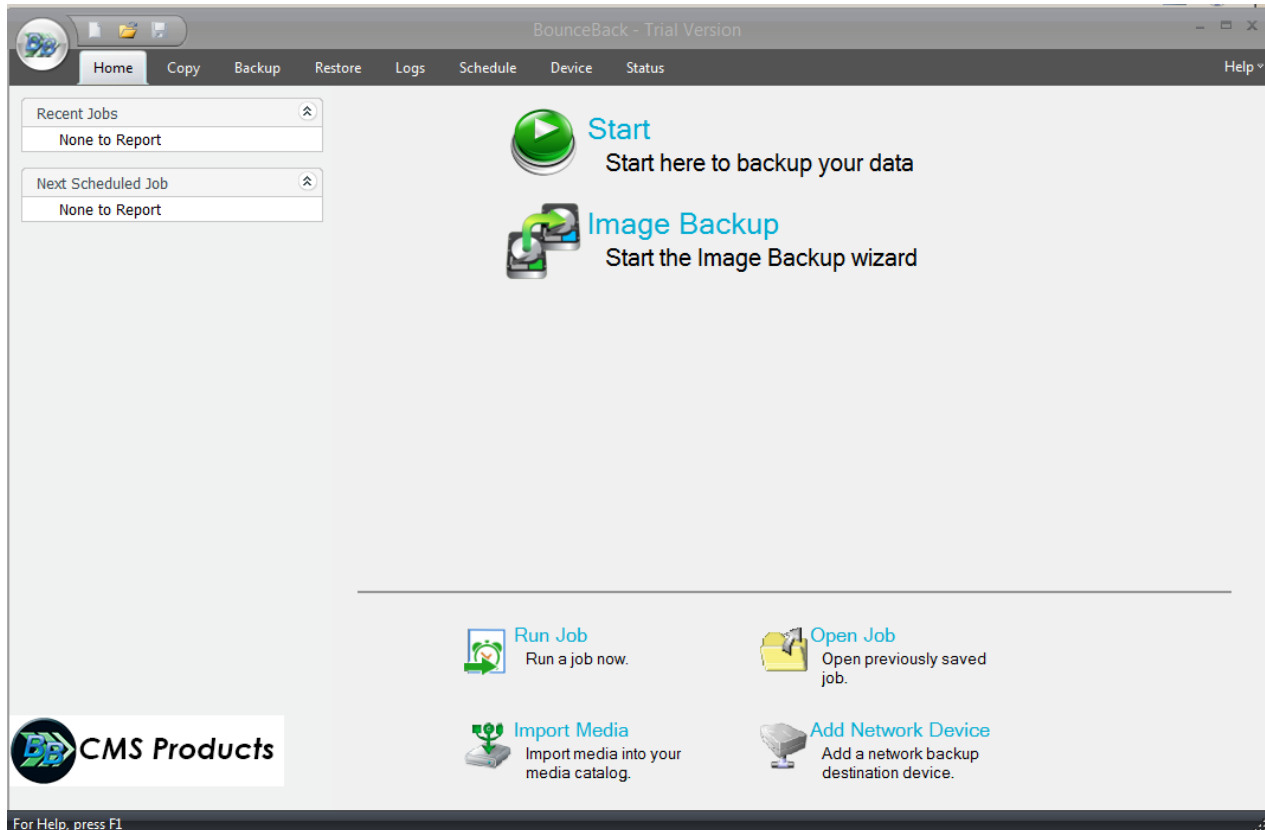 BounceBack - Trial Version
Home Copy Backup Restore Logs Schedule Device Status Help
Recent Jobs
None to Report
Next Scheduled Job
None to Report
Start
Start here to backup your data
Image Backup
Start the Image Backup wizard
Run Job
Run a job now.
Open Job
Open previously saved
job.
Import Media
Import media into your
media catalog.
Add Network Device
Add a network backup
destination device.
BB CMS Products
For Help, press F1